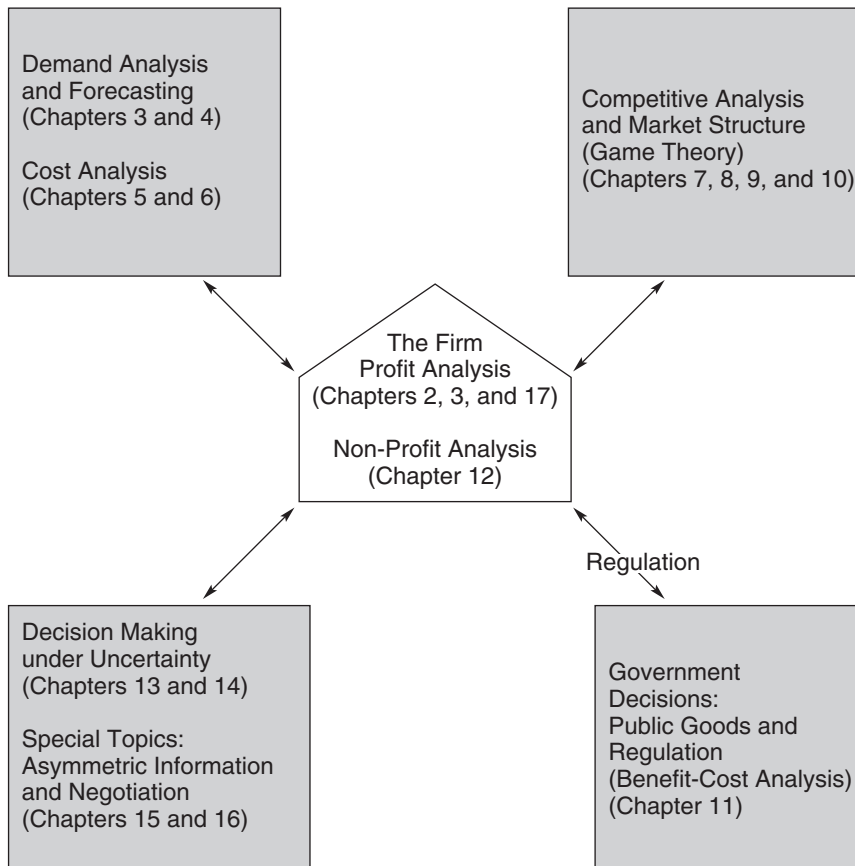 Demand Analysis
and Forecasting
(Chapters 3 and 4)
Cost Analysis
(Chapters 5 and 6)
Competitive Analysis
and Market Structure
(Game Theory)
(Chapters 7, 8, 9, and 10)
The Firm
Profit Analysis
(Chapters 2, 3, and 17)
Non-Profit Analysis
(Chapter 12)
Regulation
Decision Making
under Uncertainty
(Chapters 13 and 14)
Special Topics:
Asymmetric Information
and Negotiation
(Chapters 15 and 16)
Government
Decisions:
Public Goods and
Regulation
(Benefit-Cost Analysis)
(Chapter 11)